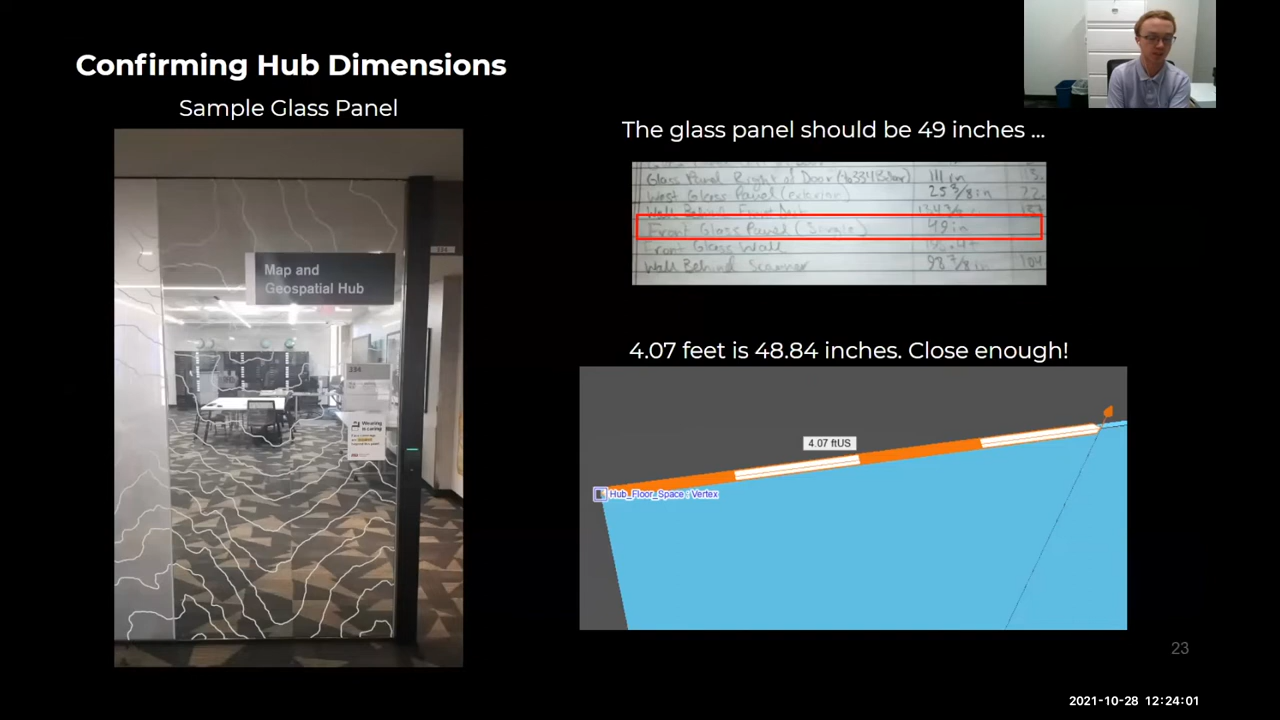 Confirming Hub Dimensions
Sample Glass Panel
Map and
Geospatial Hub
134
The glass panel should be 49 inches ...
Glass Panel Right of Door 111 in
West Glass Panel (exterior) 25 3/8 in
Wall Behind Front
Front Glass Panel (Single) 49 in
Front Glass Wall
Wall Behind Scanner 98 7/8 in 104
4.07 feet is 48.84 inches. Close enough!
4.07 ftUS
Hub_Floor_Space: Vertex
23
2021-10-28 12:24:01